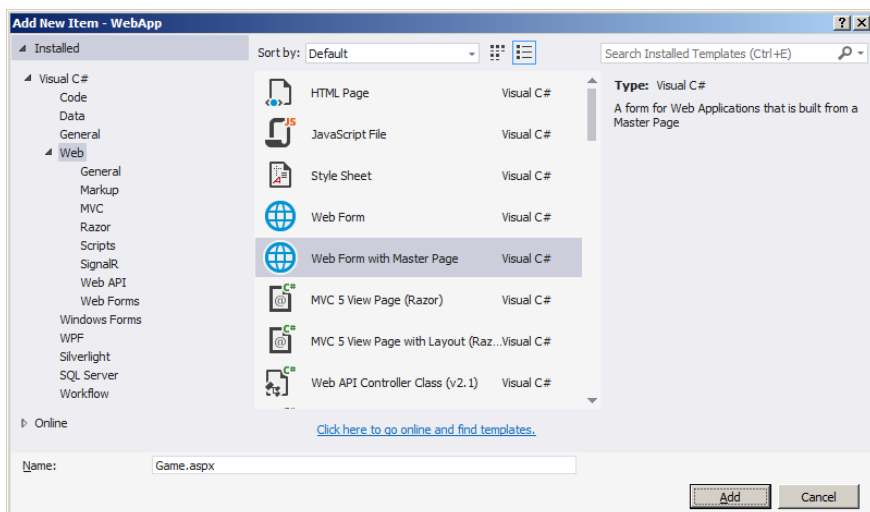 Add New Item - WebApp
Installed
Sort by: Default
Search Installed Templates (Ctrl+E)
Visual C#
Code
Data
General
Web
General
Markup
MVC
Razor
Scripts
SignalR
Web API
Web Forms
Windows Forms
WPF
Silverlight
SQL Server
Workflow
Online
HTML Page Visual C#
JavaScript File Visual C#
Style Sheet Visual C#
Web Form Visual C#
Web Form with Master Page Visual C#
MVC 5 View Page (Razor) Visual C#
MVC 5 View Page with Layout (Raz...Visual C#
Web API Controller Class (v2.1) Visual C#
Click here to go online and find templates.
Type: Visual C#
A form for Web Applications that is built from a
Master Page
Name: Game.aspx
Add Cancel